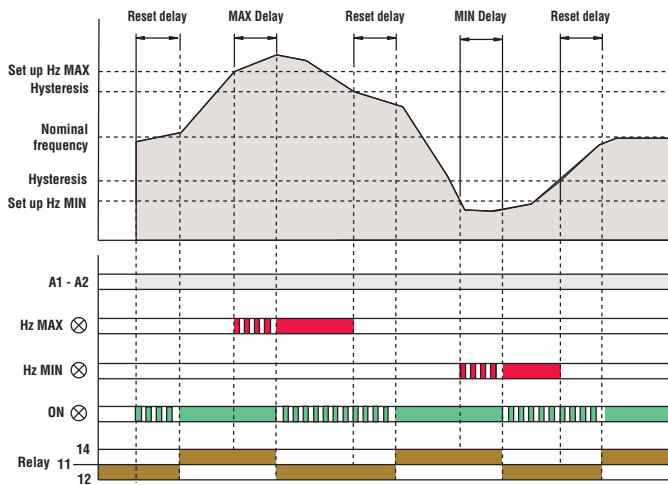 Reset delay MAX Delay Reset delay MIN Delay Reset delay
Set up Hz MAX
Hysteresis
Nominal
frequency
Hysteresis
Set up Hz MIN
A1 - A2
Hz MAX
Hz MIN
ON
14
Relay 11
12